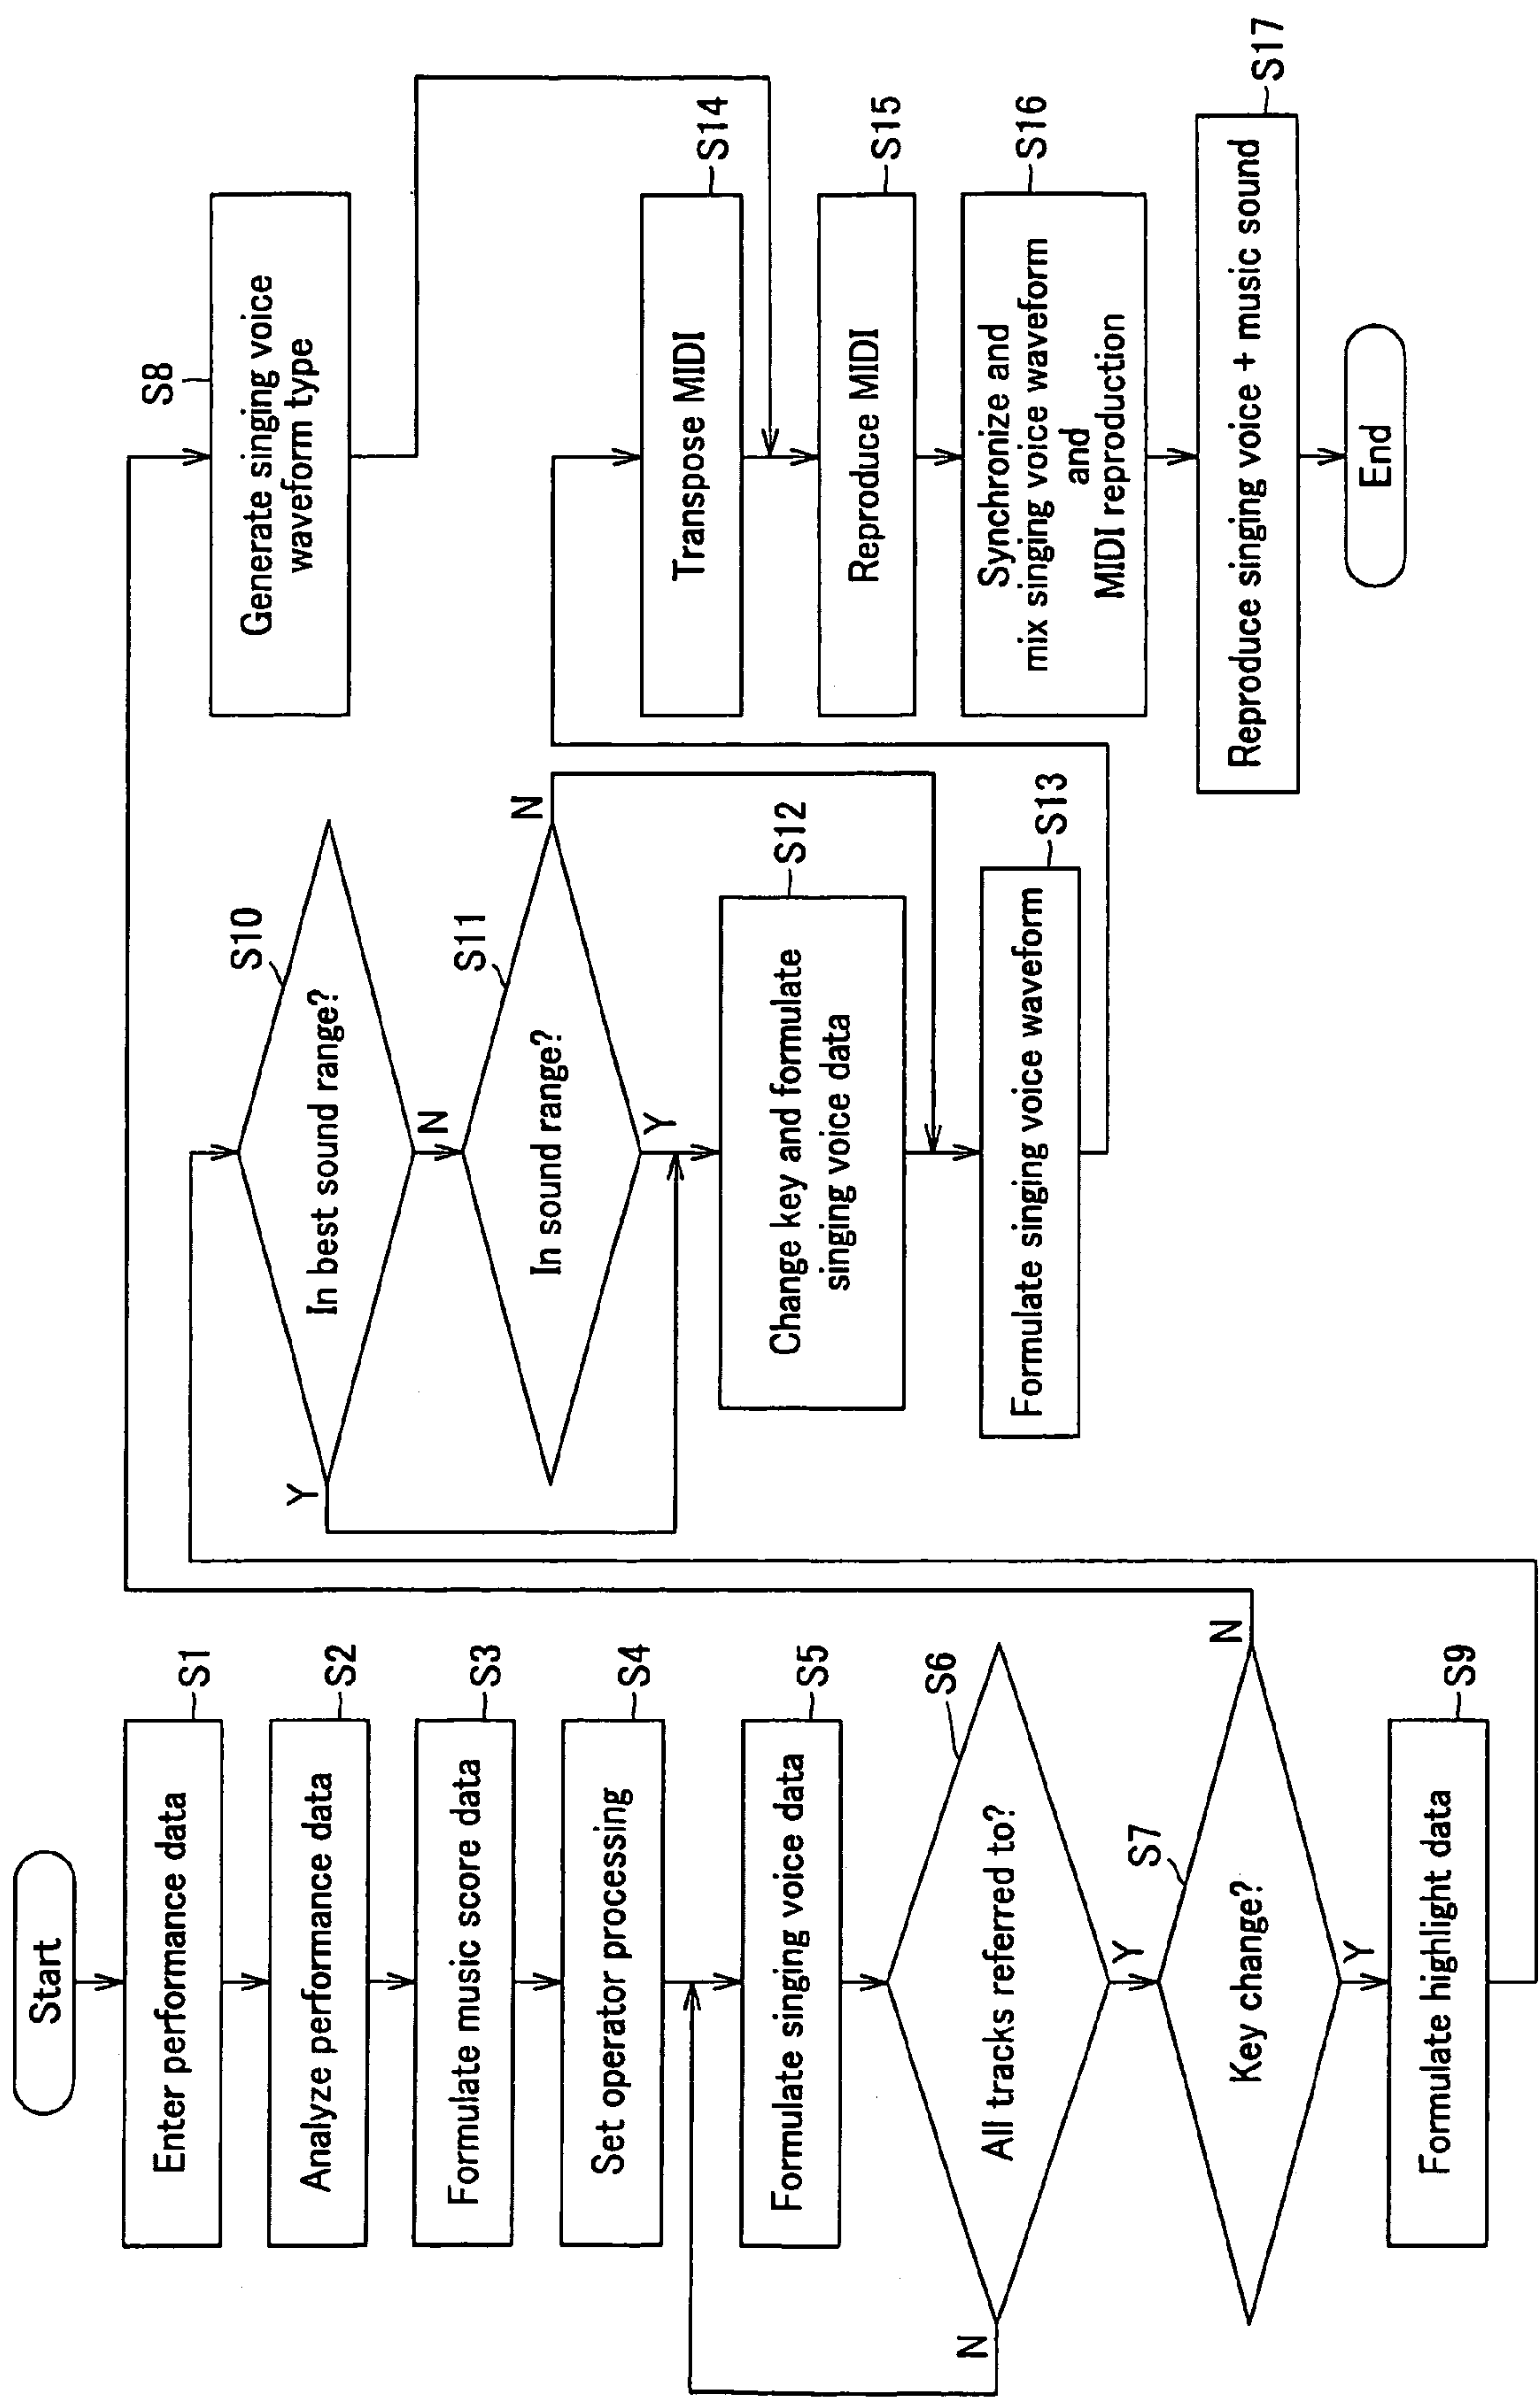 Start
Enter performance data
S1
Analyze performance data
S2
Formulate music score data
S3
Set operator processing
S4
Formulate singing voice data
S5
All tracks referred to?
S6
N
Y
Key change?
S7
N
Y
Formulate highlight data
S9
In best sound range?
S10
Y
N
In sound range?
S11
N
Y
Change key and formulate
singing voice data
S12
Formulate singing voice waveform
S13
S8
Generate singing voice
waveform type
Transpose MIDI
S14
Reproduce MIDI
S15
Synchronize and
mix singing voice waveform
and
MIDI reproduction
S16
Reproduce singing voice + music sound
S17
End